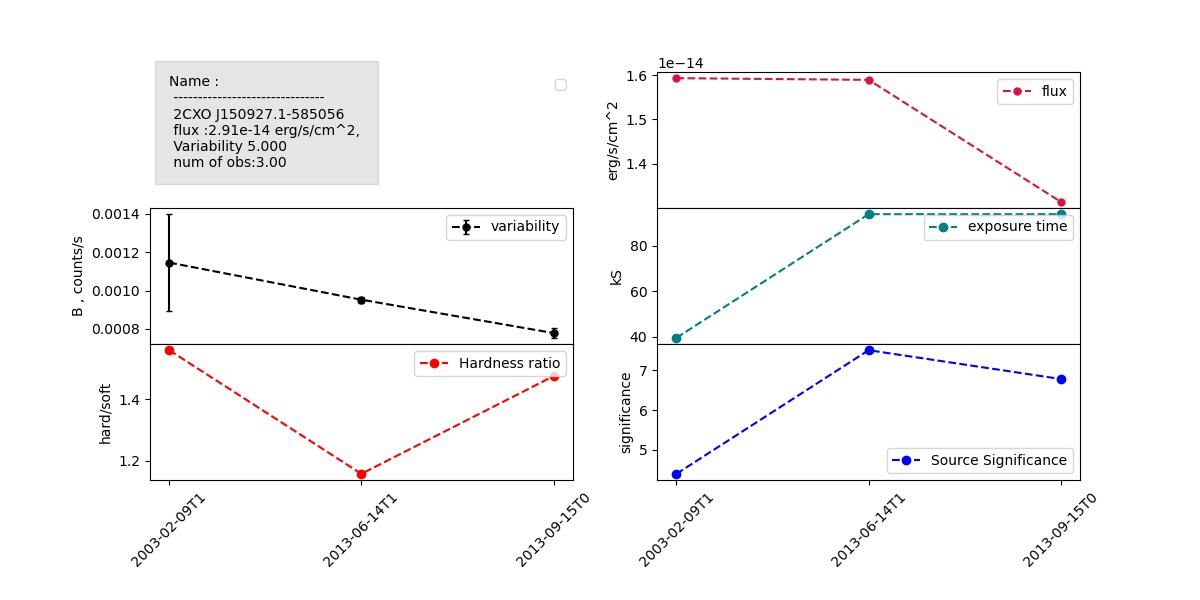 Name :
-------------------------------
2CXO J150927.1-585056
flux :2.91e-14 erg/s/cm^2,
Variability 5.000
num of obs:3.00
0.0014
0.0012
0.0010
0.0008
B , counts/s
variability
1.4
1.2
hard/soft
Hardness ratio
2003-02-09T1
2013-06-14T1
2013-09-15T0
1e−14
1.6
1.5
1.4
erg/s/cm^2
flux
80
60
40
kS
exposure time
7
6
5
significance
Source Significance
2003-02-09T1
2013-06-14T1
2013-09-15T0